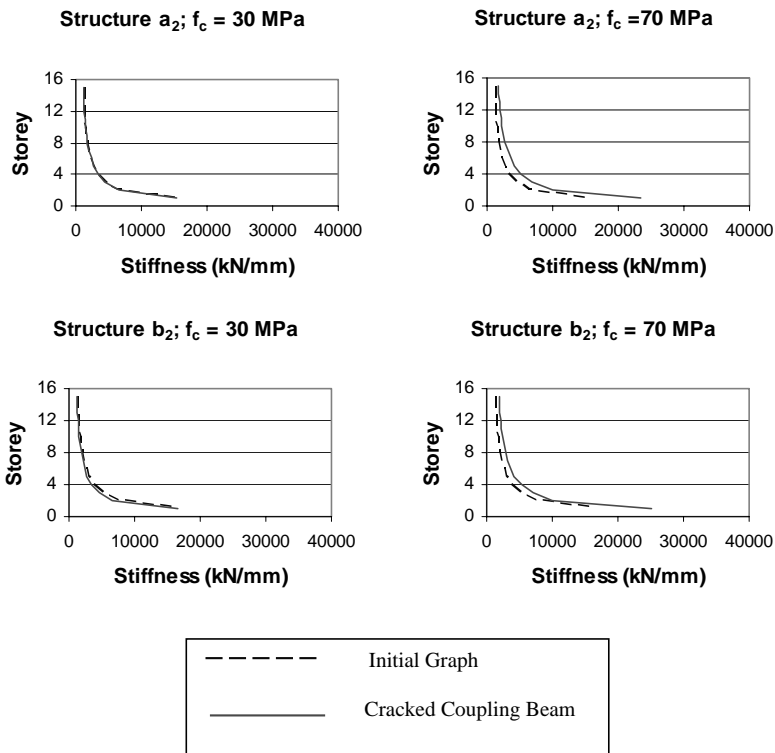 Structure a₂; f꜀ = 30 MPa
16
12
8
4
0
Storey
0 10000 20000 30000 40000
Stiffness (kN/mm)
Structure a₂; f꜀ =70 MPa
16
12
8
4
0
Storey
0 10000 20000 30000 40000
Stiffness (kN/mm)
Structure b₂; f꜀ = 30 MPa
16
12
8
4
0
Storey
0 10000 20000 30000 40000
Stiffness (kN/mm)
Structure b₂; f꜀ = 70 MPa
16
12
8
4
0
Storey
0 10000 20000 30000 40000
Stiffness (kN/mm)
Initial Graph
Cracked Coupling Beam